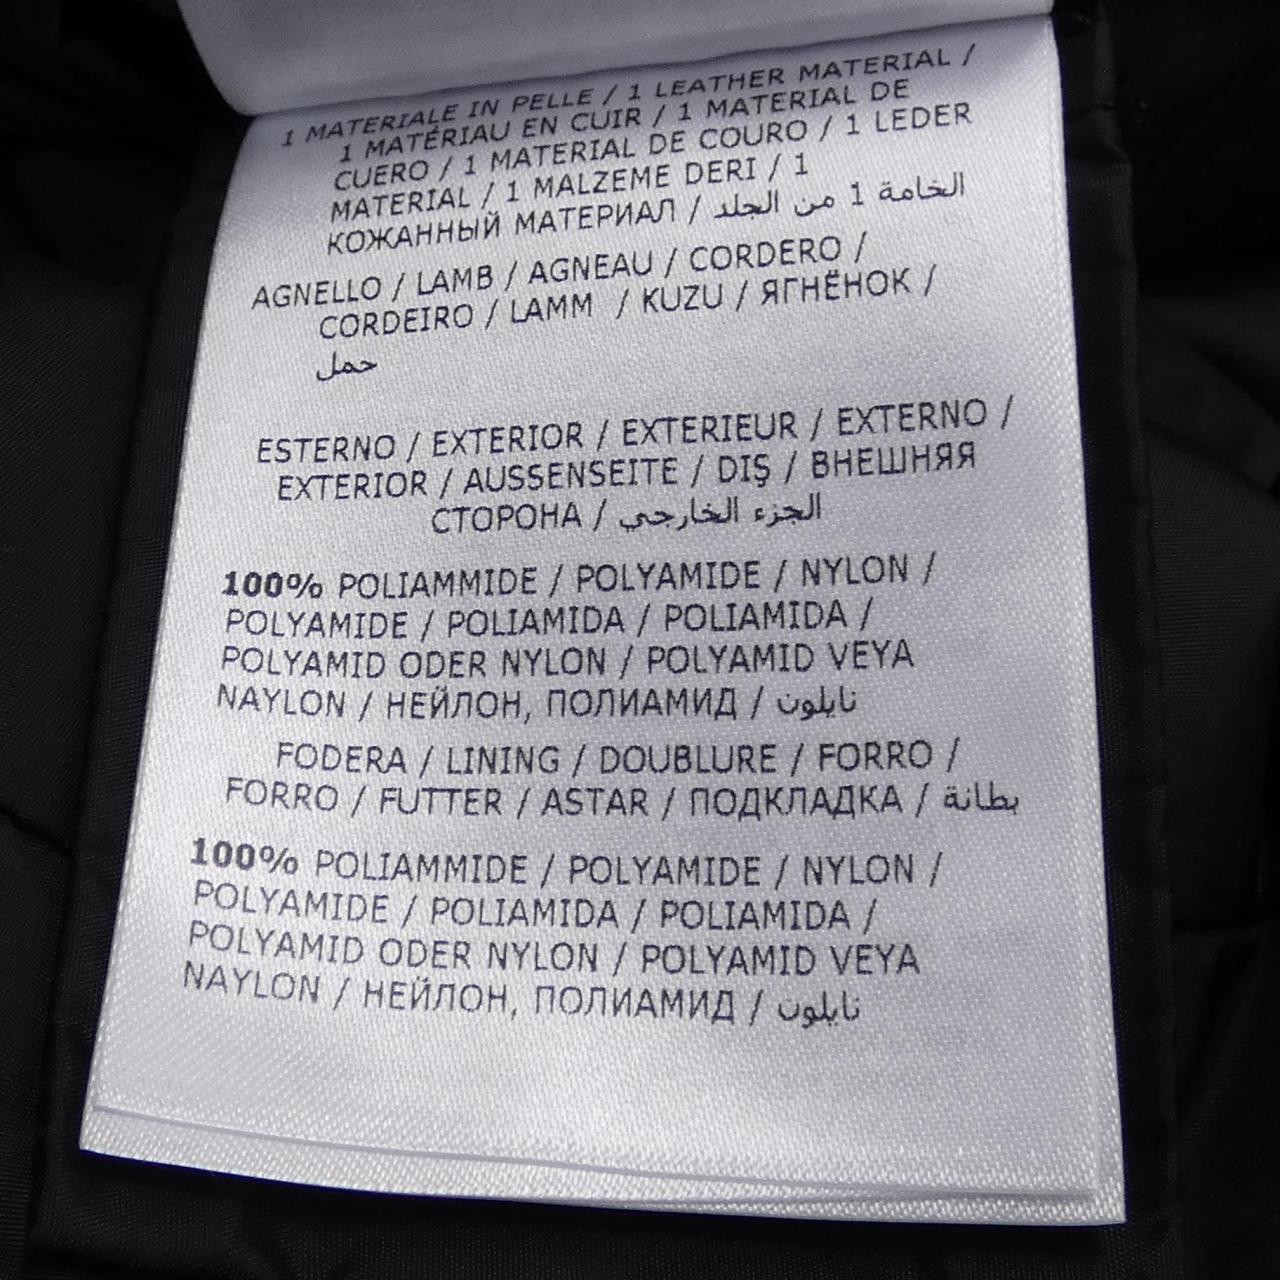 1 MATERIALE IN PELLE / 1 LEATHER MATERIAL /
1 MATÉRIAU EN CUIR / 1 MATERIAL DE
CUERO / 1 MATERIAL DE COURO / 1 LEDER
MATERIAL / 1 MALZEME DERI / 1
КОЖАННЫЙ МАТЕРИАЛ / الخامة 1 من الجلد
AGNELLO / LAMB / AGNEAU / CORDERO /
CORDEIRO / LAMM / KUZU / ЯГНЁНОК /
حمل
ESTERNO / EXTERIOR / EXTERIEUR / EXTERNO /
EXTERIOR / AUSSENSEITE / DIŞ / ВНЕШНЯЯ
СТОРОНА / الجزء الخارجي
100% POLIAMMIDE / POLYAMIDE / NYLON /
POLYAMIDE / POLIAMIDA / POLIAMIDA /
POLYAMID ODER NYLON / POLYAMID VEYA
NAYLON / НЕЙЛОН, ПОЛИАМИД / نايلون
FODERA / LINING / DOUBLURE / FORRO /
FORRO / FUTTER / ASTAR / ПОДКЛАДКА / بطانة
100% POLIAMMIDE / POLYAMIDE / NYLON /
POLYAMIDE / POLIAMIDA / POLIAMIDA /
POLYAMID ODER NYLON / POLYAMID VEYA
NAYLON / НЕЙЛОН, ПОЛИАМИД / نايلون